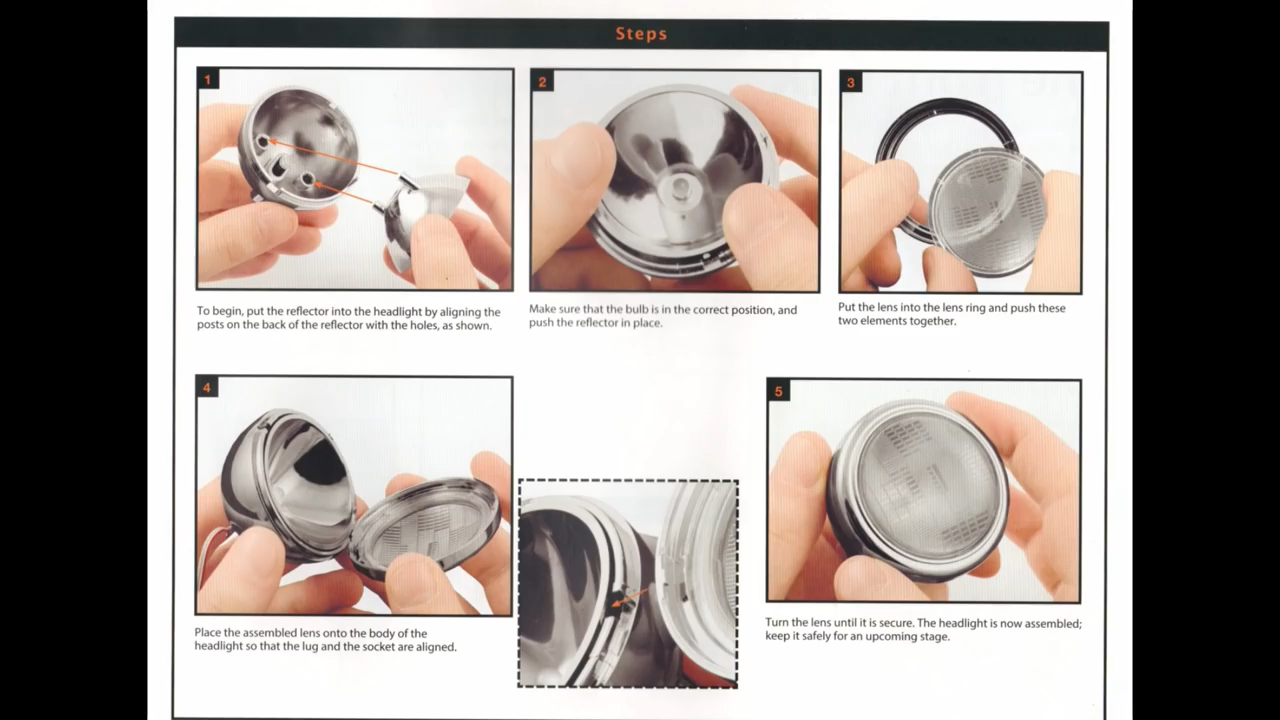 Steps
1
To begin, put the reflector into the headlight by aligning the
posts on the back of the reflector with the holes, as shown.
2
Make sure that the bulb is in the correct position, and
push the reflector in place.
3
Put the lens into the lens ring and push these
two elements together.
4
Place the assembled lens onto the body of the
headlight so that the lug and the socket are aligned.
5
Turn the lens until it is secure. The headlight is now assembled;
keep it safely for an upcoming stage.